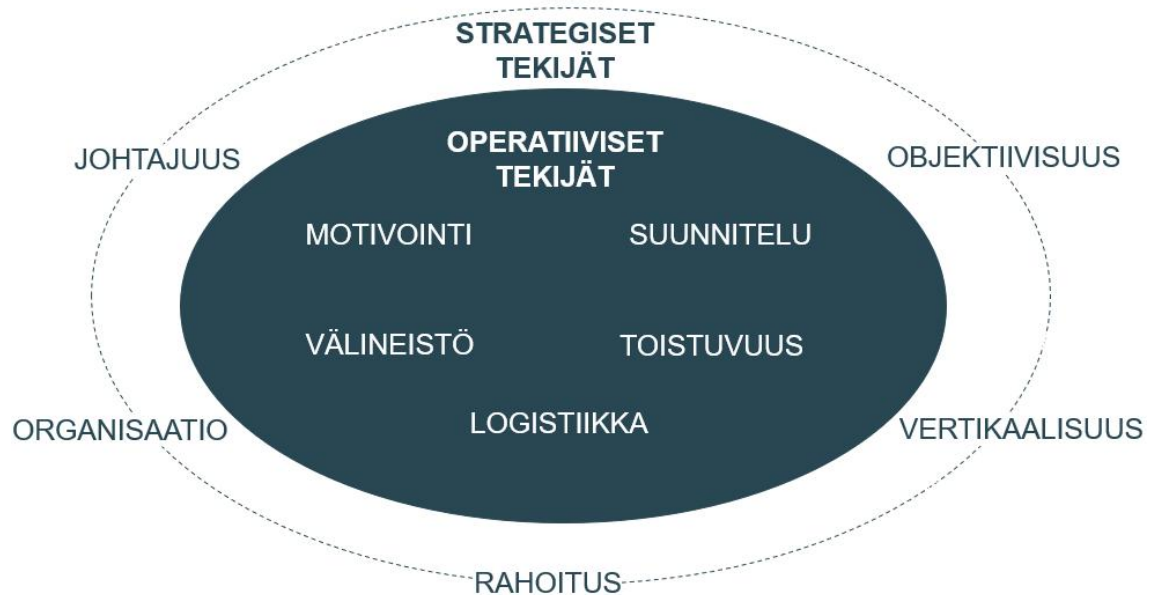 STRATEGISET
TEKIJÄT
JOHTAJUUS
OPERATIIVISET
TEKIJÄT
OBJEKTIIVISUUS
MOTIVOINTI
SUUNNITELU
VÄLINEISTÖ
TOISTUVUUS
ORGANISAATIO
LOGISTIIKKA
VERTIKAALISUUS
RAHOITUS